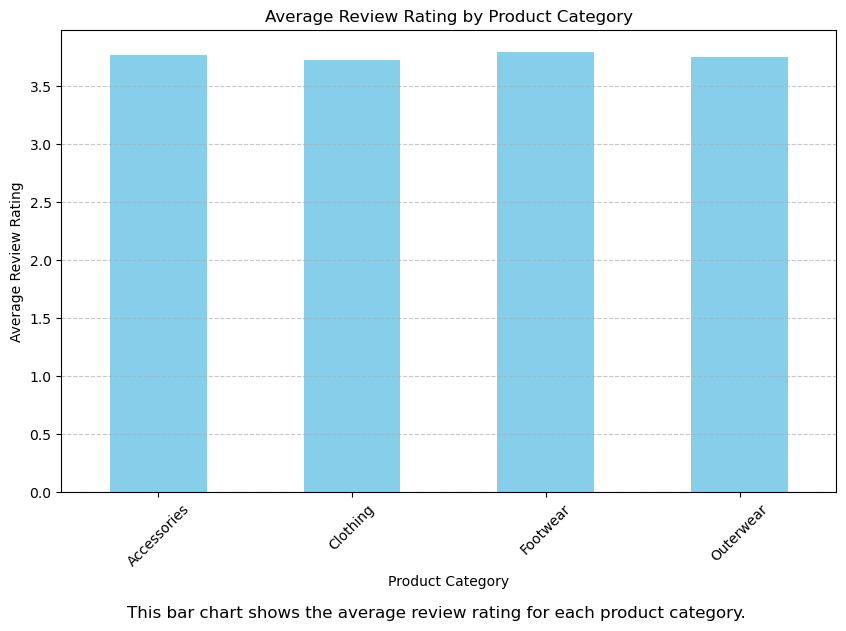 Average Review Rating by Product Category
Average Review Rating
3.5
3.0
2.5
2.0
1.5
1.0
0.5
0.0
Accessories
Clothing
Footwear
Outerwear
Product Category
This bar chart shows the average review rating for each product category.